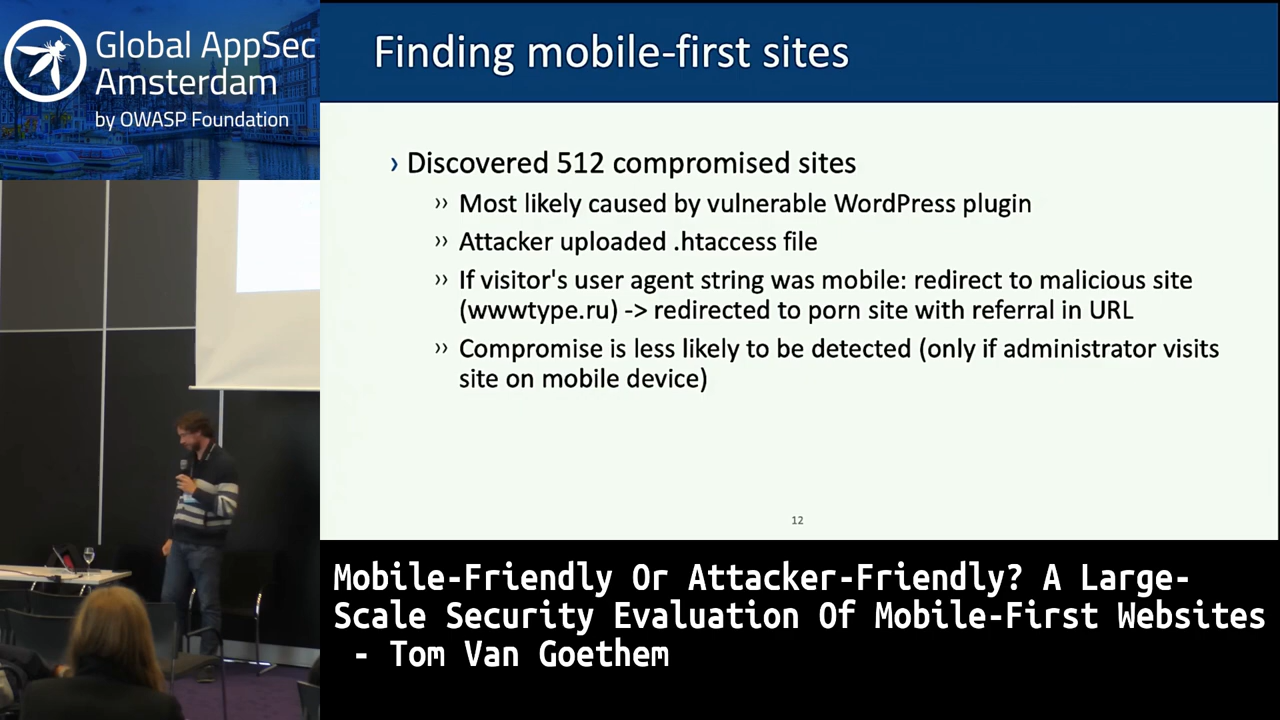 Global AppSec
Amsterdam
by OWASP Foundation
Finding mobile-first sites
› Discovered 512 compromised sites
›› Most likely caused by vulnerable WordPress plugin
›› Attacker uploaded .htaccess file
›› If visitor's user agent string was mobile: redirect to malicious site
(wwwtype.ru) -> redirected to porn site with referral in URL
›› Compromise is less likely to be detected (only if administrator visits
site on mobile device)
12
Mobile-Friendly Or Attacker-Friendly? A Large-
Scale Security Evaluation Of Mobile-First Websites
- Tom Van Goethem